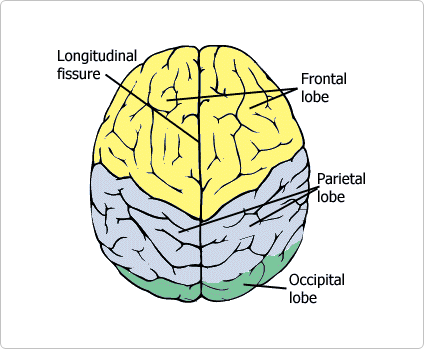 Longitudinal
fissure
Frontal
lobe
Parietal
lobe
Occipital
lobe